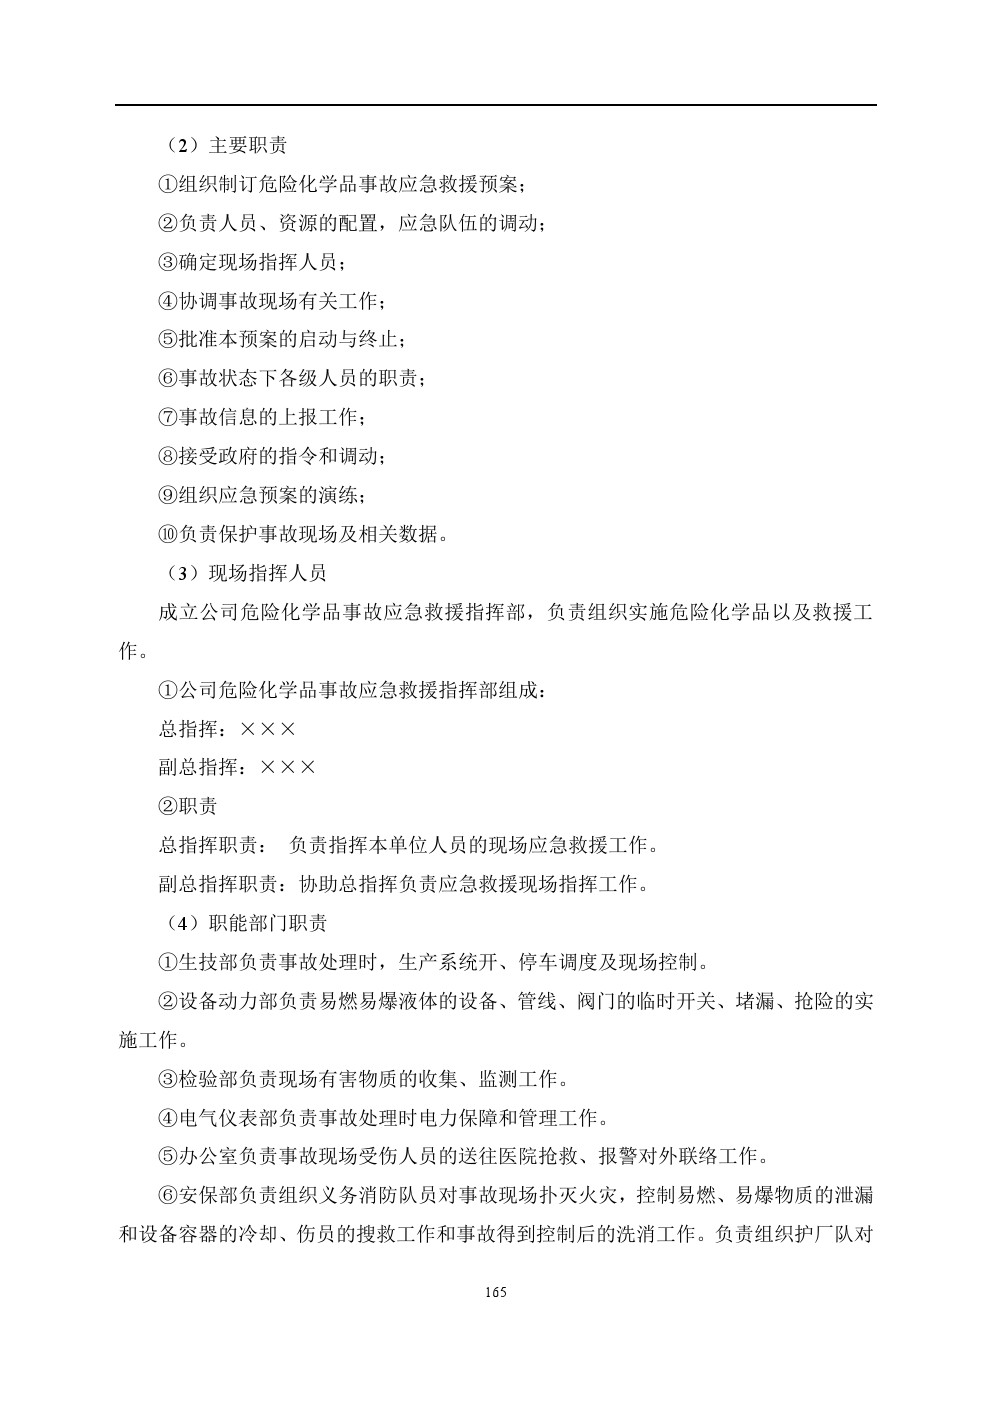 （2）主要职责
①组织制订危险化学品事故应急救援预案；
②负责人员、资源的配置，应急队伍的调动；
③确定现场指挥人员；
④协调事故现场有关工作；
⑤批准本预案的启动与终止；
⑥事故状态下各级人员的职责；
⑦事故信息的上报工作；
⑧接受政府的指令和调动；
⑨组织应急预案的演练；
⑩负责保护事故现场及相关数据。
（3）现场指挥人员
成立公司危险化学品事故应急救援指挥部，负责组织实施危险化学品以及救援工
作。
①公司危险化学品事故应急救援指挥部组成：
总指挥：×××
副总指挥：×××
②职责
总指挥职责： 负责指挥本单位人员的现场应急救援工作。
副总指挥职责：协助总指挥负责应急救援现场指挥工作。
（4）职能部门职责
①生技部负责事故处理时，生产系统开、停车调度及现场控制。
②设备动力部负责易燃易爆液体的设备、管线、阀门的临时开关、堵漏、抢险的实
施工作。
③检验部负责现场有害物质的收集、监测工作。
④电气仪表部负责事故处理时电力保障和管理工作。
⑤办公室负责事故现场受伤人员的送往医院抢救、报警对外联络工作。
⑥安保部负责组织义务消防队员对事故现场扑灭火灾，控制易燃、易爆物质的泄漏
和设备容器的冷却、伤员的搜救工作和事故得到控制后的洗消工作。负责组织护厂队对
165